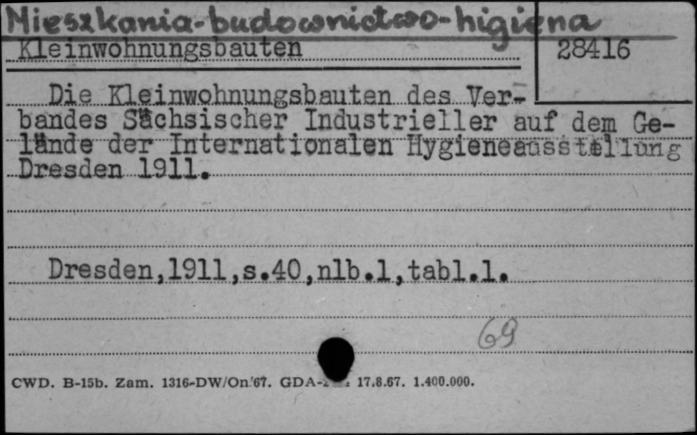 Mieszkania-budownictwo-higiena
Kleinwohnungsbauten
28416
Die Kleinwohnungsbauten des Ver-
bandes Sächsischer Industrieller auf dem Ge-
lände der Internationalen Hygieneausstellung
Dresden 1911.
Dresden,1911,s.40,nlb.1,tabl.1.
69
CWD. B-15b. Zam. 1316-DW/On/67. GDA- 17.8.67. 1.400.000.